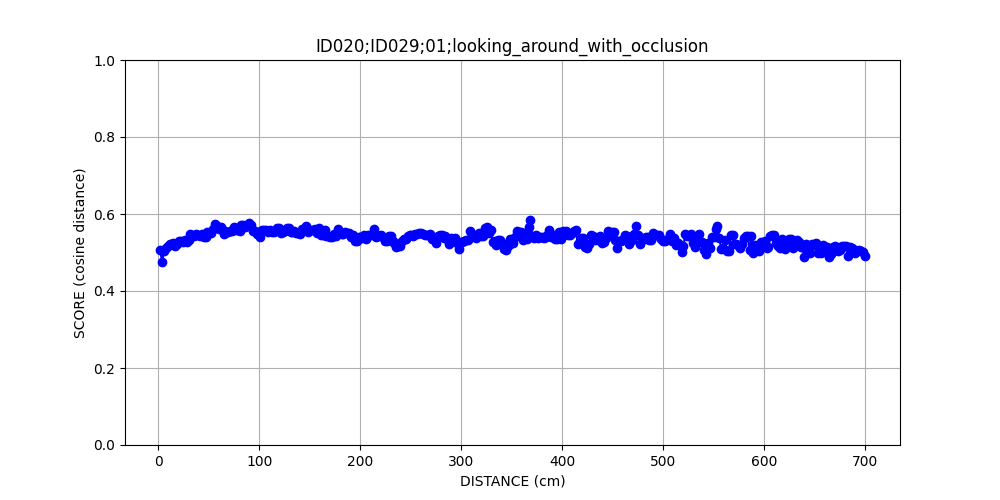 ID020;ID029;01;looking_around_with_occlusion
1.0
0.8
0.6
0.4
0.2
0.0
SCORE (cosine distance)
0 100 200 300 400 500 600 700
DISTANCE (cm)